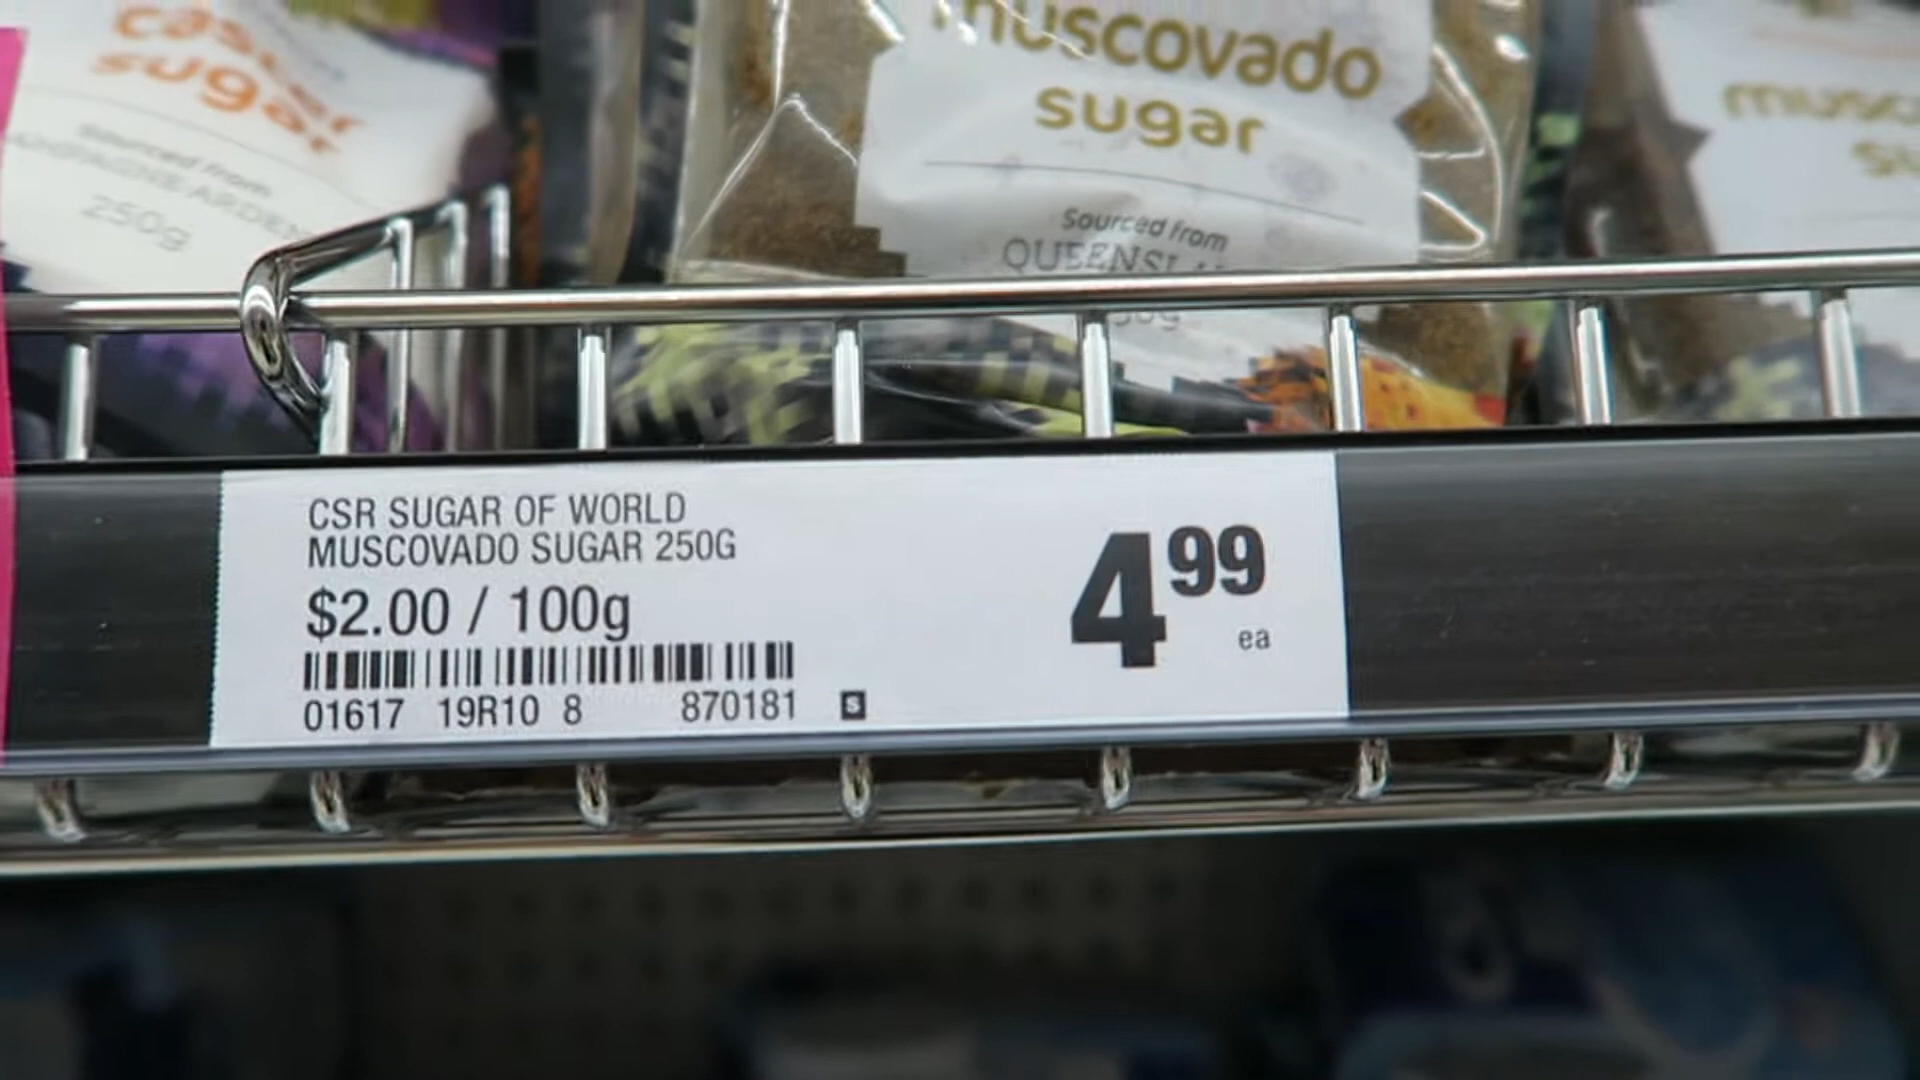 caster
sugar
sourced from
250g
muscovado
sugar
Sourced from
CSR SUGAR OF WORLD
MUSCOVADO SUGAR 250G
$2.00 / 100g
01617 19R10 8 870181 S
4.99
ea